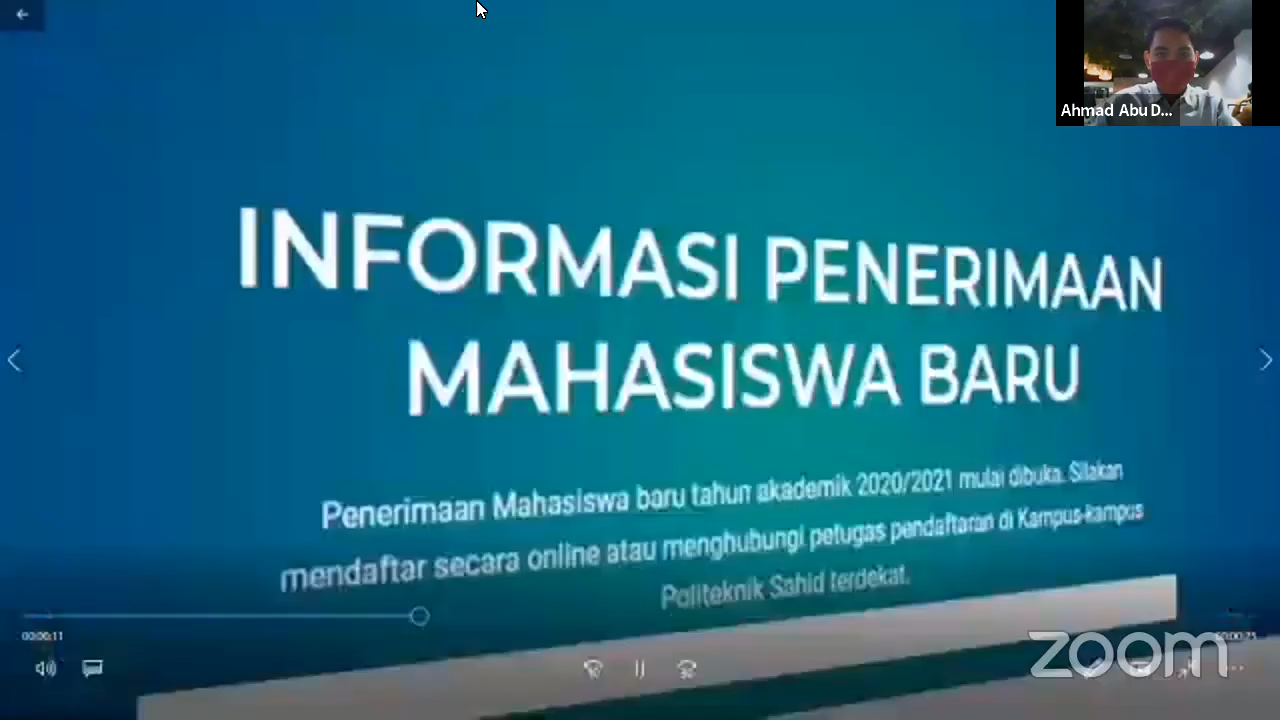 Ahmad Abu D...
INFORMASI PENERIMAAN
MAHASISWA BARU
Penerimaan Mahasiswa baru tahun akademik 2020/2021 mulai dibuka. Silakan
mendaftar secara online atau menghubungi petugas pendaftaran di Kampus-kampus
Politeknik Sahid terdekat.
00:00:11
zoom